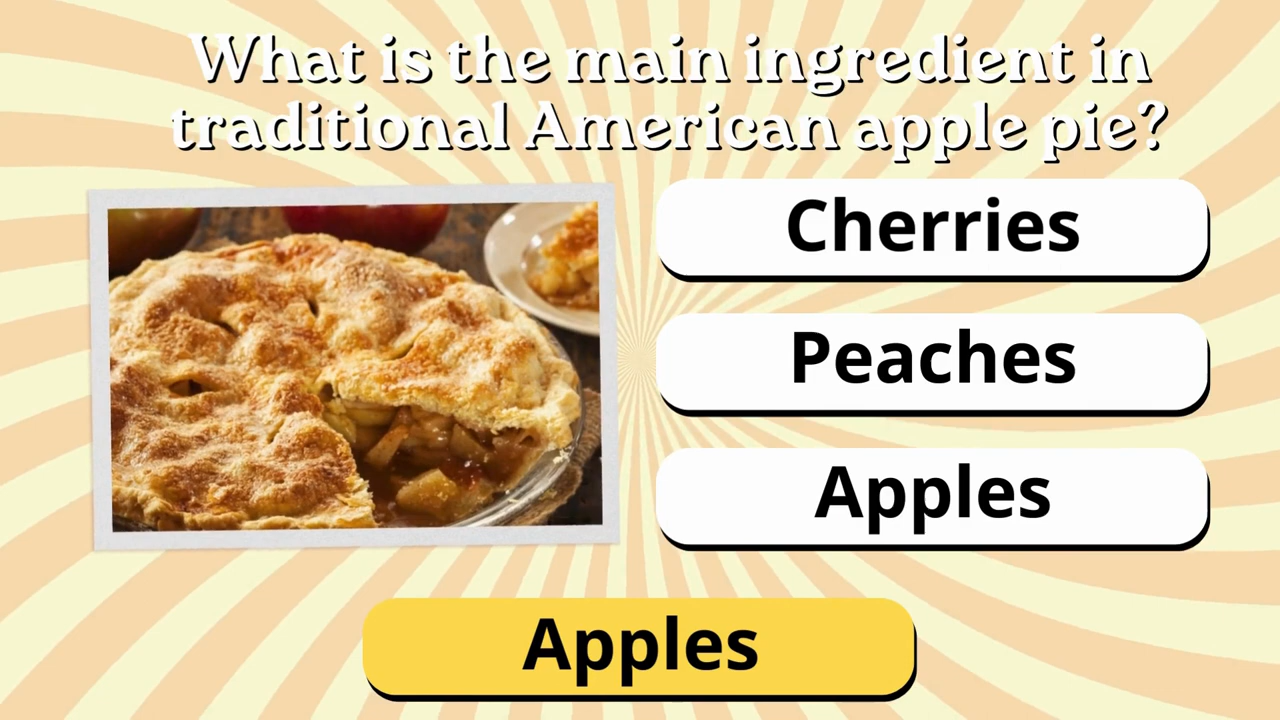 What is the main ingredient in
traditional American apple pie?
Cherries
Peaches
Apples
Apples